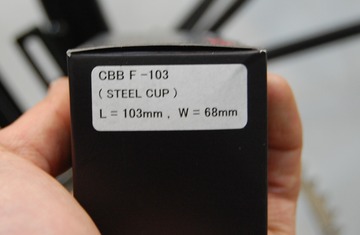 CBB F -103
( STEEL CUP )
L = 103mm , W = 68mm